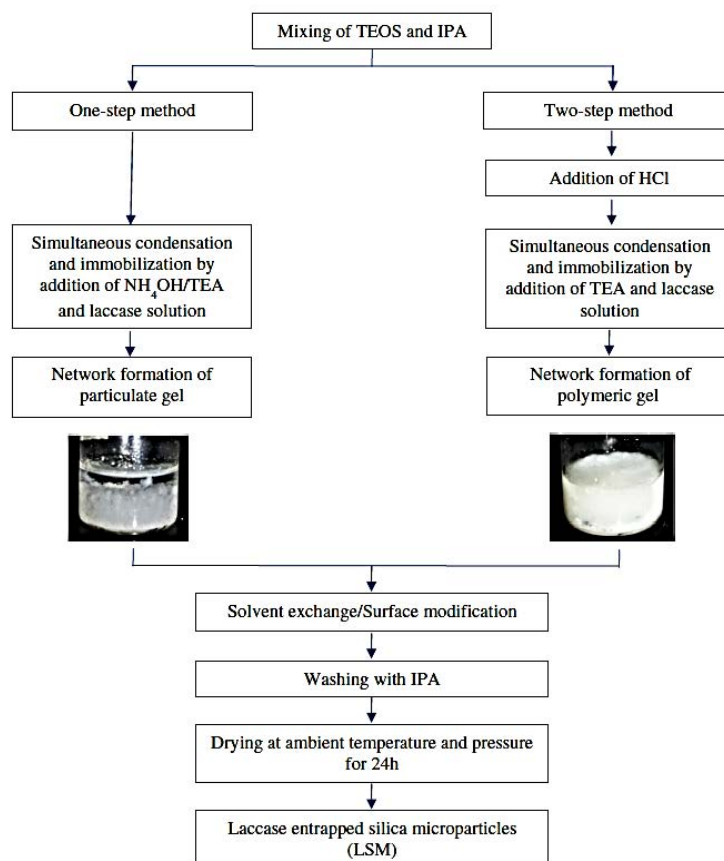 Mixing of TEOS and IPA
One-step method
Two-step method
Addition of HCl
Simultaneous condensation
and immobilization by
addition of NH4OH/TEA
and laccase solution
Simultaneous condensation
and immobilization by
addition of TEA and laccase
solution
Network formation of
particulate gel
Network formation of
polymeric gel
Solvent exchange/Surface modification
Washing with IPA
Drying at ambient temperature and pressure
for 24h
Laccase entrapped silica microparticles
(LSM)